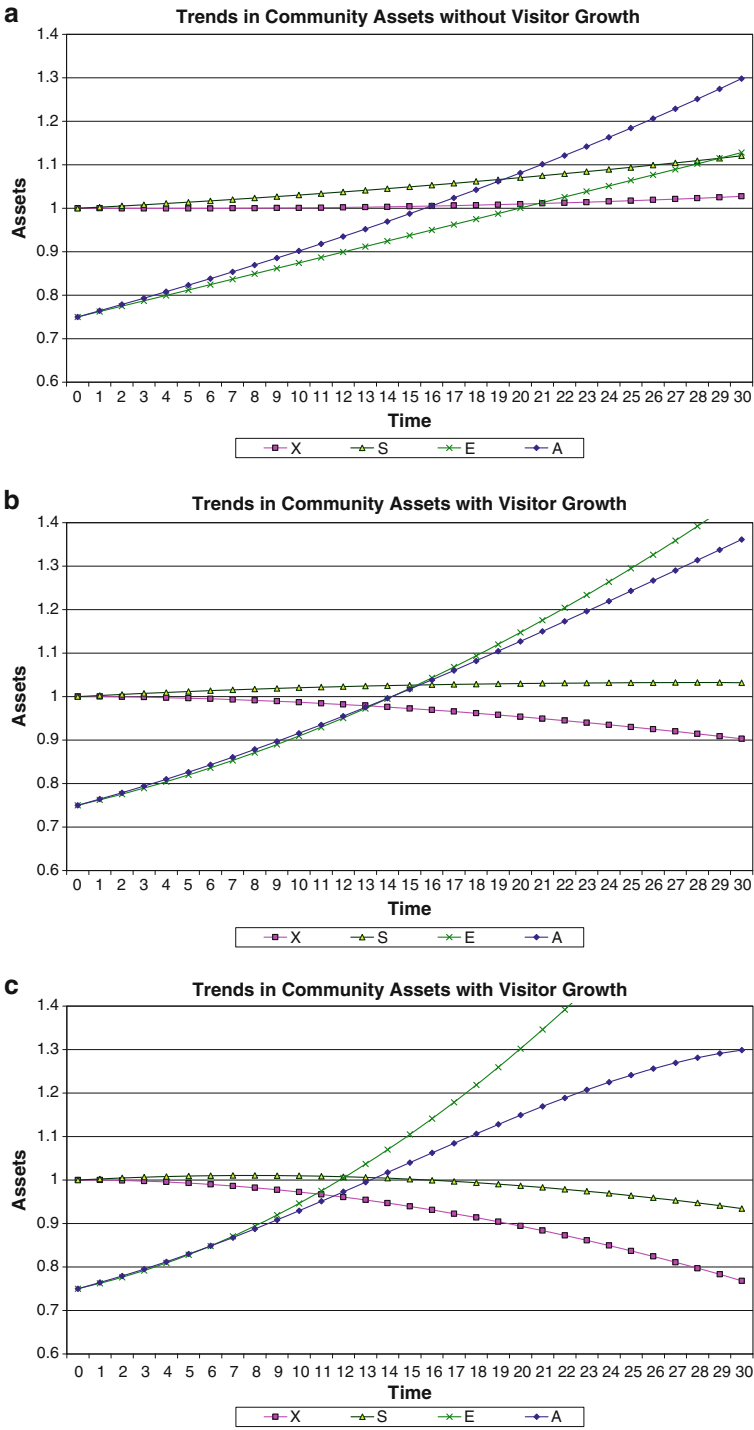 a
Trends in Community Assets without Visitor Growth
1.4
1.3
1.2
1.1
1
0.9
0.8
0.7
0.6
Assets
0 1 2 3 4 5 6 7 8 9 10 11 12 13 14 15 16 17 18 19 20 21 22 23 24 25 26 27 28 29 30
Time
X S E A
b
Trends in Community Assets with Visitor Growth
1.4
1.3
1.2
1.1
1
0.9
0.8
0.7
0.6
Assets
0 1 2 3 4 5 6 7 8 9 10 11 12 13 14 15 16 17 18 19 20 21 22 23 24 25 26 27 28 29 30
Time
X S E A
c
Trends in Community Assets with Visitor Growth
1.4
1.3
1.2
1.1
1
0.9
0.8
0.7
0.6
Assets
0 1 2 3 4 5 6 7 8 9 10 11 12 13 14 15 16 17 18 19 20 21 22 23 24 25 26 27 28 29 30
Time
X S E A